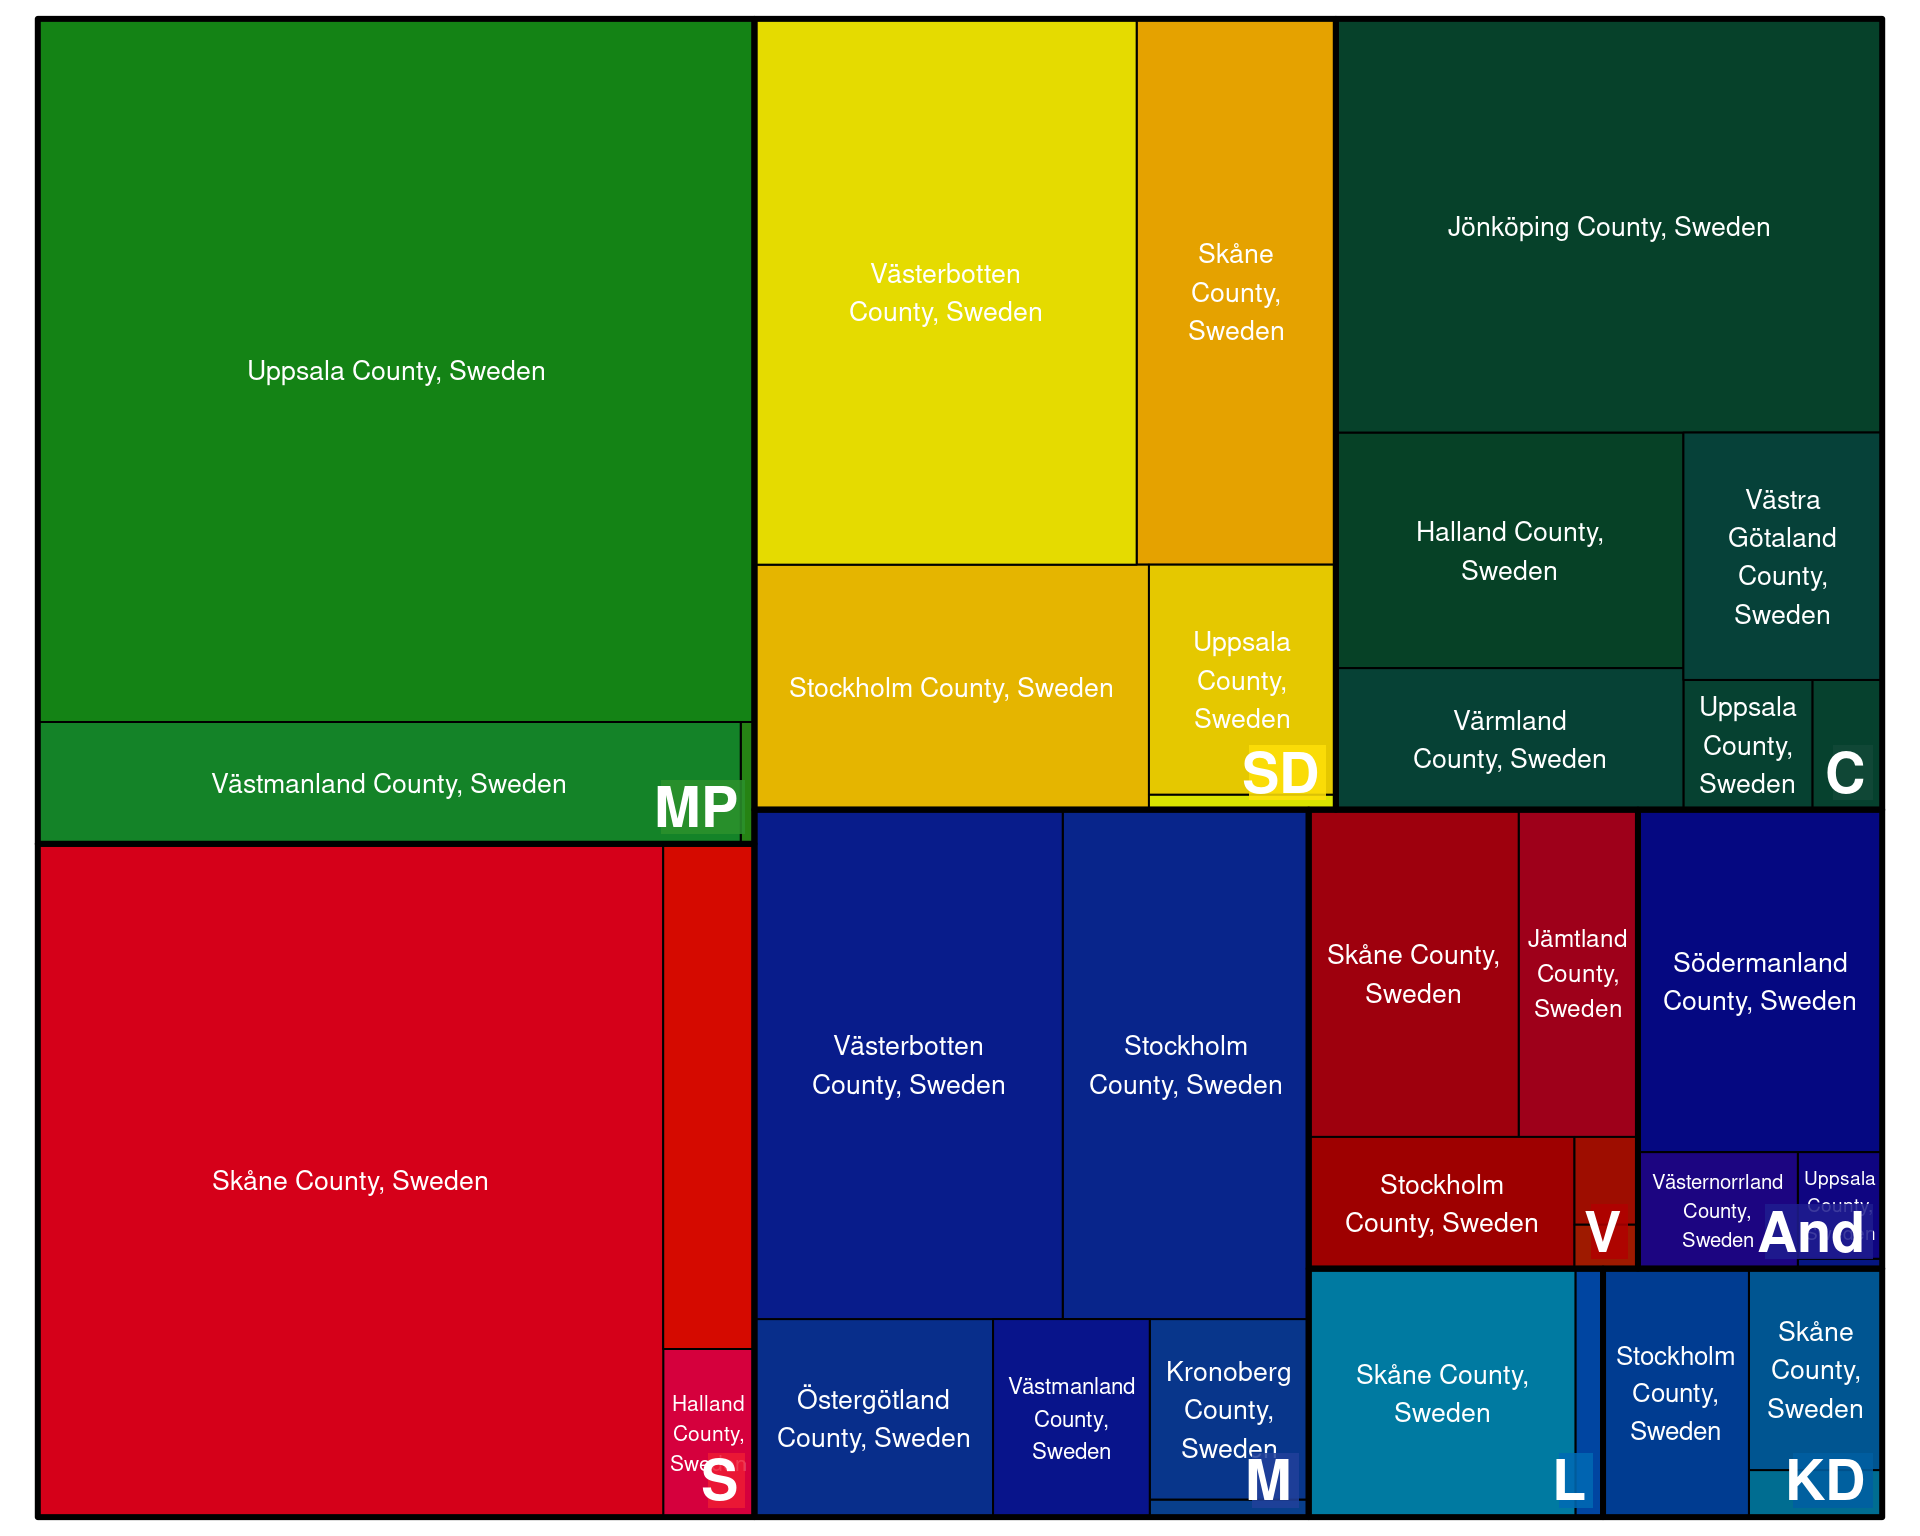 Uppsala County, Sweden
Västmanland County, Sweden
MP
Skåne County, Sweden
Halland
County,
Sweden
S
Västerbotten
County, Sweden
Skåne
County,
Sweden
Stockholm County, Sweden
Uppsala
County,
Sweden
SD
Jönköping County, Sweden
Halland County,
Sweden
Västra
Götaland
County,
Sweden
Värmland
County, Sweden
Uppsala
County,
Sweden
C
Västerbotten
County, Sweden
Stockholm
County, Sweden
Östergötland
County, Sweden
Västmanland
County,
Sweden
Kronoberg
County,
Sweden
M
Skåne County,
Sweden
Jämtland
County,
Sweden
Stockholm
County, Sweden
V
Södermanland
County, Sweden
Västernorrland
County,
Sweden
Uppsala
County,
Sweden
And
Skåne County,
Sweden
L
Stockholm
County,
Sweden
Skåne
County,
Sweden
KD